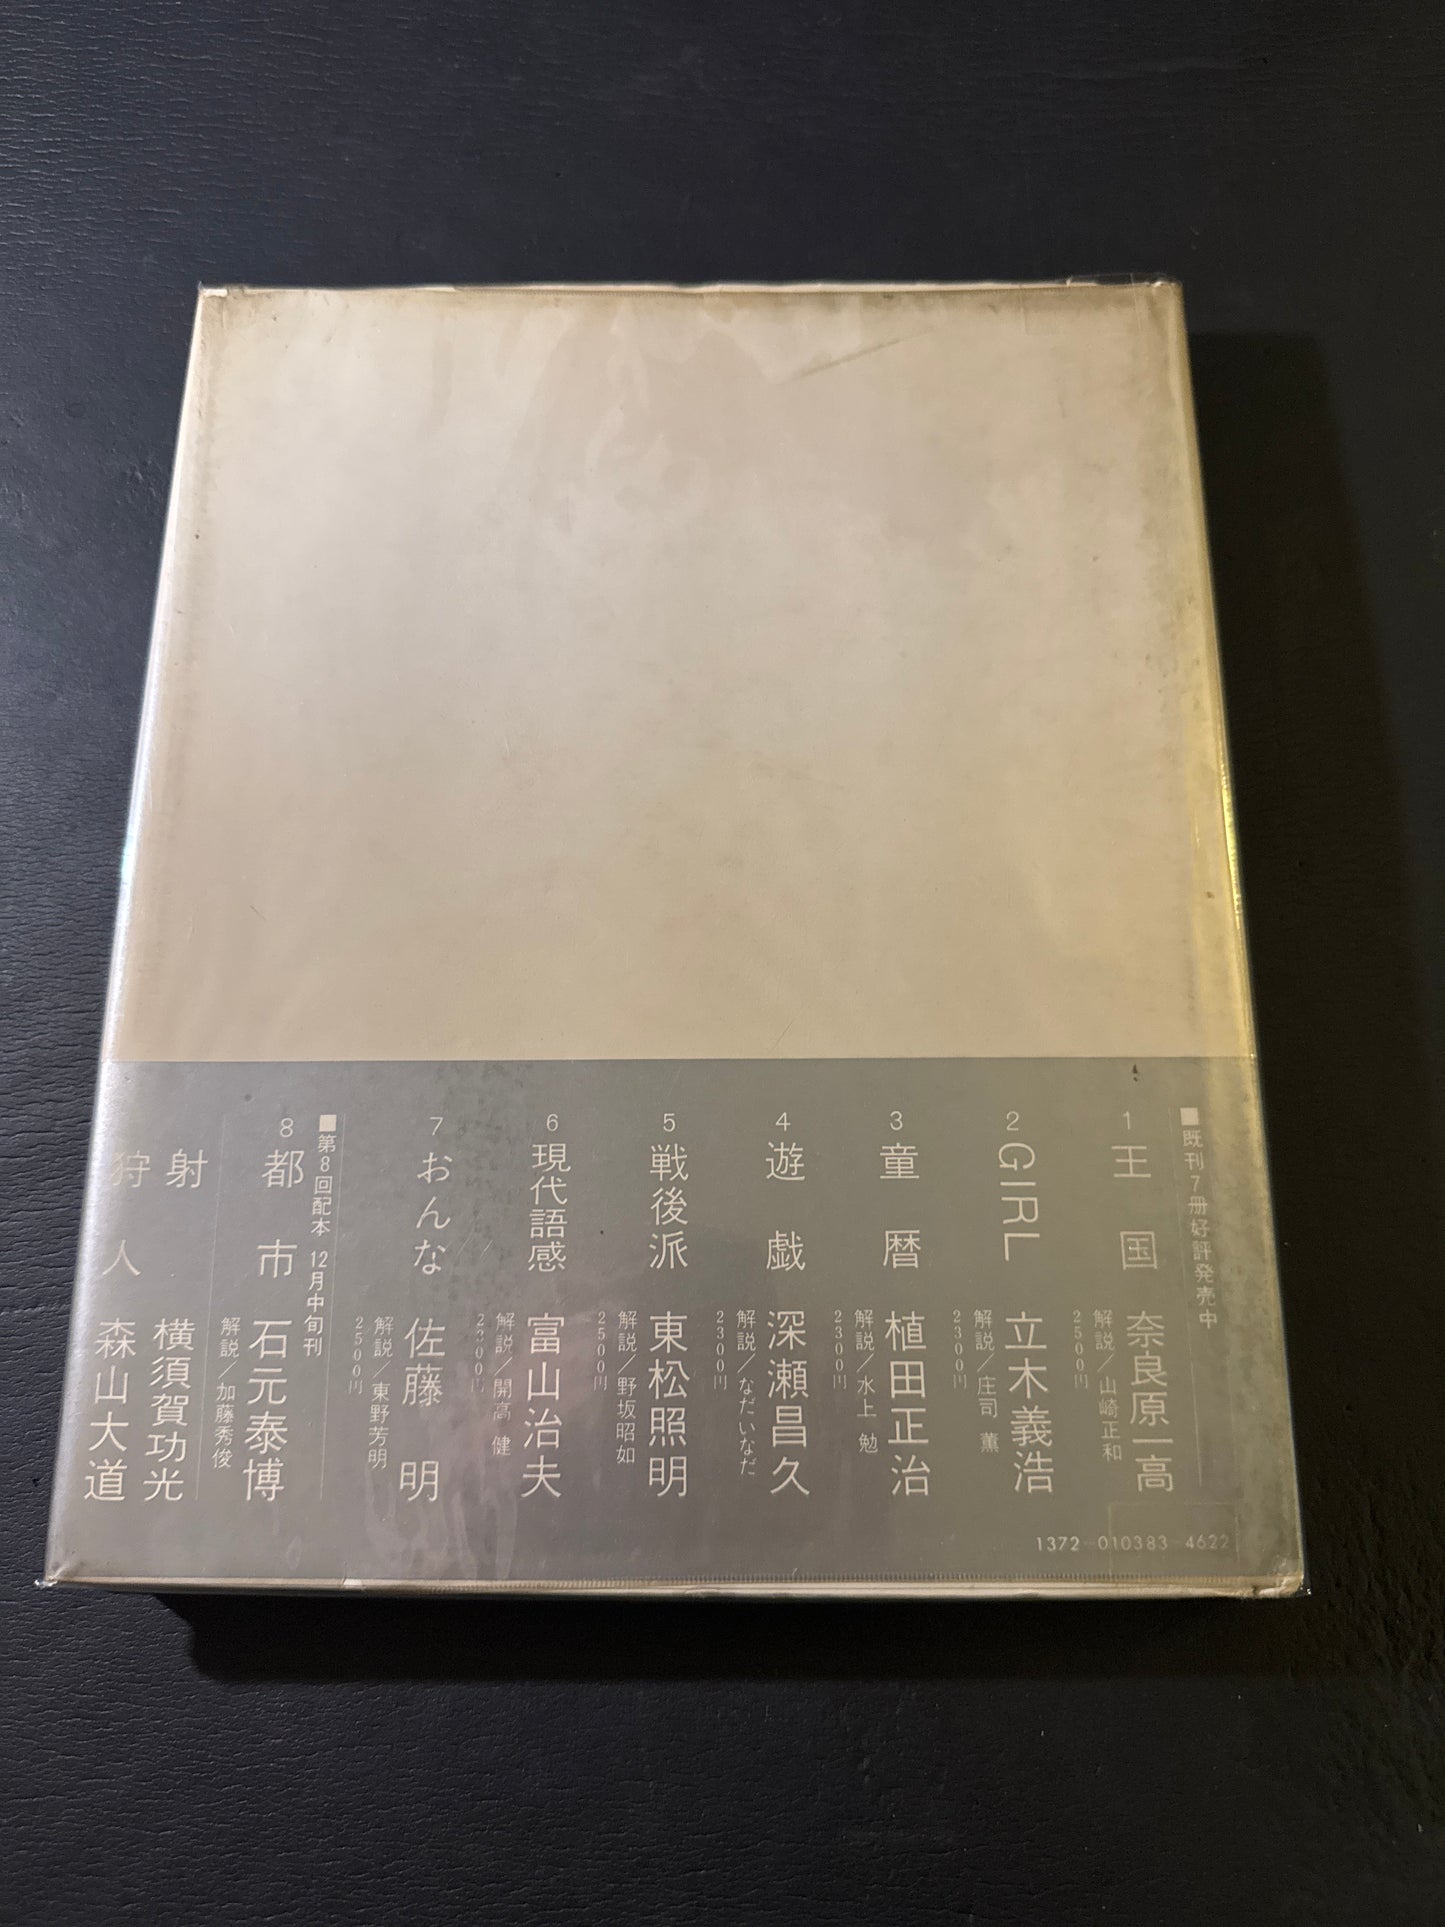 ■既刊7冊好評発売中
1 王国 奈良原一高
解説/山崎正和
2500円
2 GIRL 立木義浩
解説/庄司 薫
2300円
3 童暦 植田正治
解説/水上 勉
2300円
4 遊戯 深瀬昌久
解説/なだいなだ
2300円
5 戦後派 東松照明
解説/野坂昭如
2500円
6 現代語感 富山治夫
解説/開高 健
7 おんな 佐藤 明
解説/東野芳明
2500円
■第8回配本 12月中旬刊
8 都市 石元泰博
解説/加藤秀俊
射 横須賀功光
狩人 森山大道
1372-010383-4622